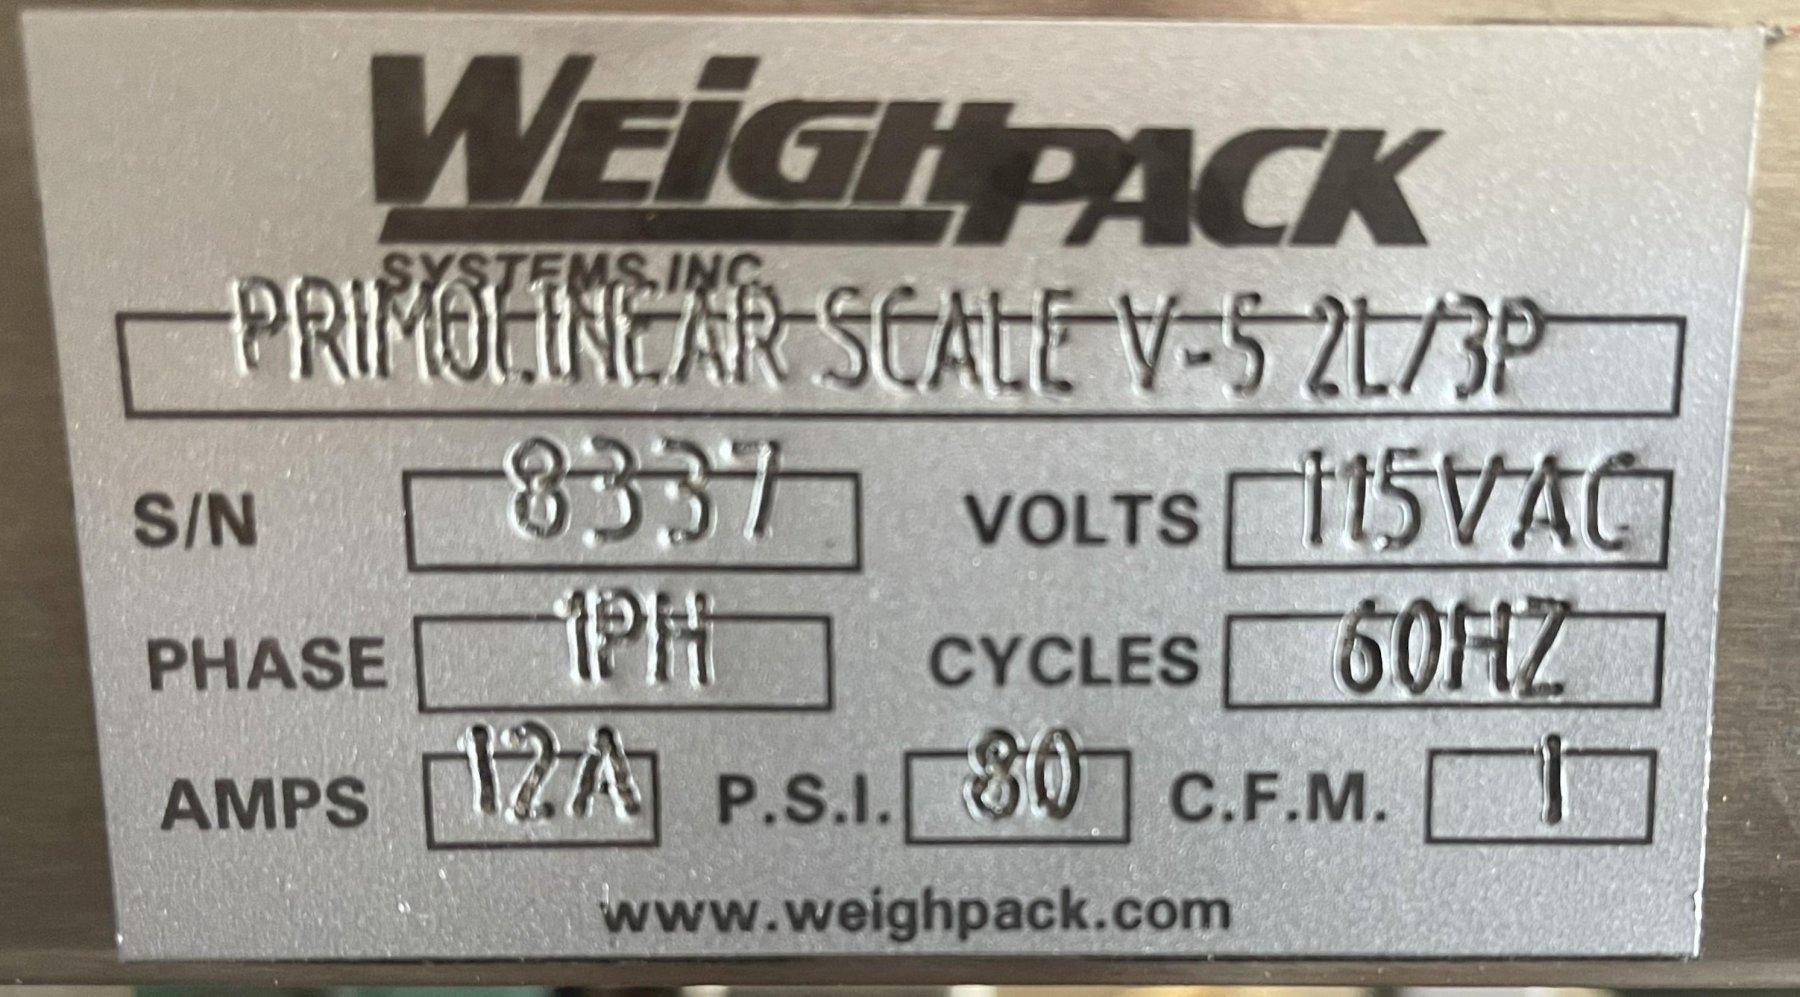 WEiGHPACK
SYSTEMS, INC.
PRIMOLINEAR SCALE V-5 2L/3P
S/N 8337 VOLTS 115VAC
PHASE 1PH CYCLES 60HZ
AMPS 12A P.S.I. 80 C.F.M. 1
www.weighpack.com